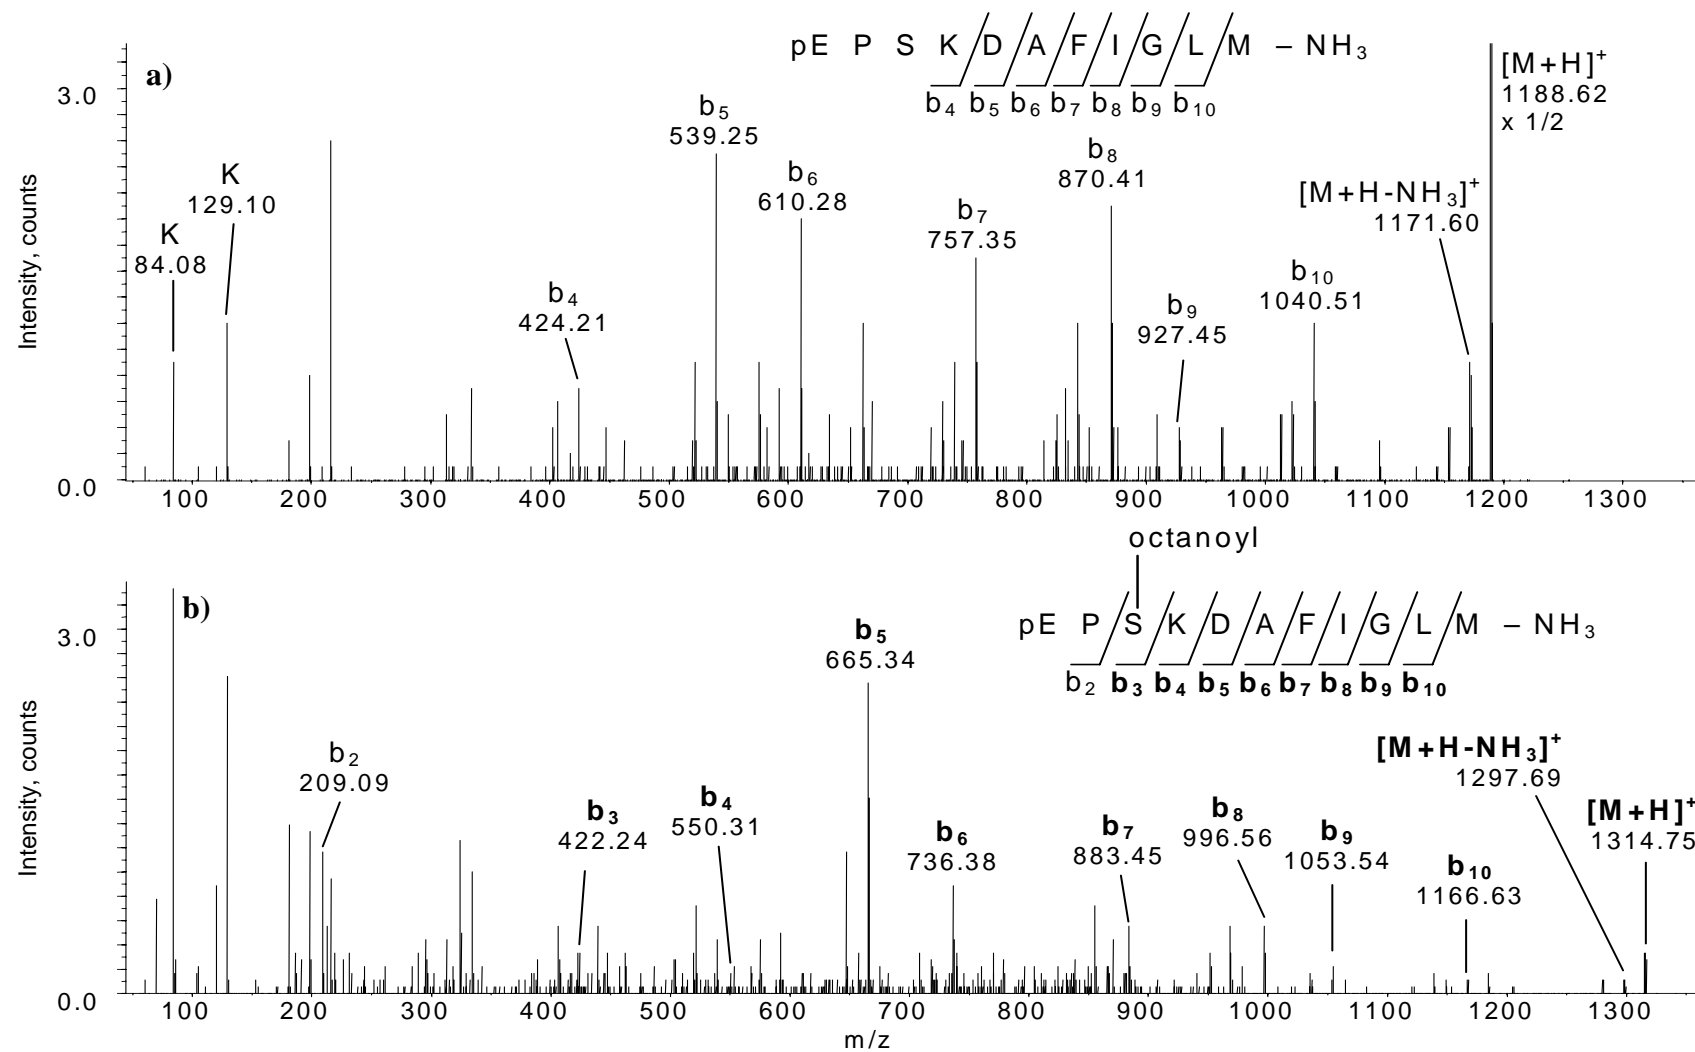 a)
pE P S K D A F I G L M – NH₃
b₄ b₅ b₆ b₇ b₈ b₉ b₁₀
[M+H]⁺
1188.62
x 1/2
3.0
b₅
539.25
b₆
610.28
b₈
870.41
K
129.10
K
84.08
b₇
757.35
[M+H-NH₃]⁺
1171.60
b₄
424.21
b₉
927.45
b₁₀
1040.51
Intensity, counts
0.0
100 200 300 400 500 600 700 800 900 1000 1100 1200 1300
octanoyl
b)
pE P S K D A F I G L M – NH₃
b₂ b₃ b₄ b₅ b₆ b₇ b₈ b₉ b₁₀
3.0
b₅
665.34
b₂
209.09
b₃
422.24
b₄
550.31
b₆
736.38
b₇
883.45
b₈
996.56
b₉
1053.54
b₁₀
1166.63
[M+H-NH₃]⁺
1297.69
[M+H]⁺
1314.75
Intensity, counts
0.0
100 200 300 400 500 600 700 800 900 1000 1100 1200 1300
m/z